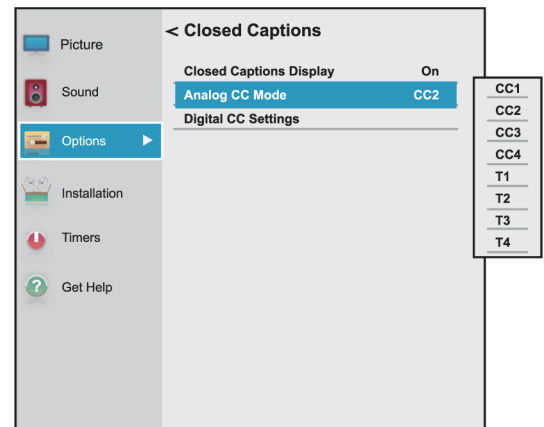 Picture
Sound
Options
Installation
Timers
Get Help
< Closed Captions
Closed Captions Display On
Analog CC Mode CC2
Digital CC Settings
CC1
CC2
CC3
CC4
T1
T2
T3
T4